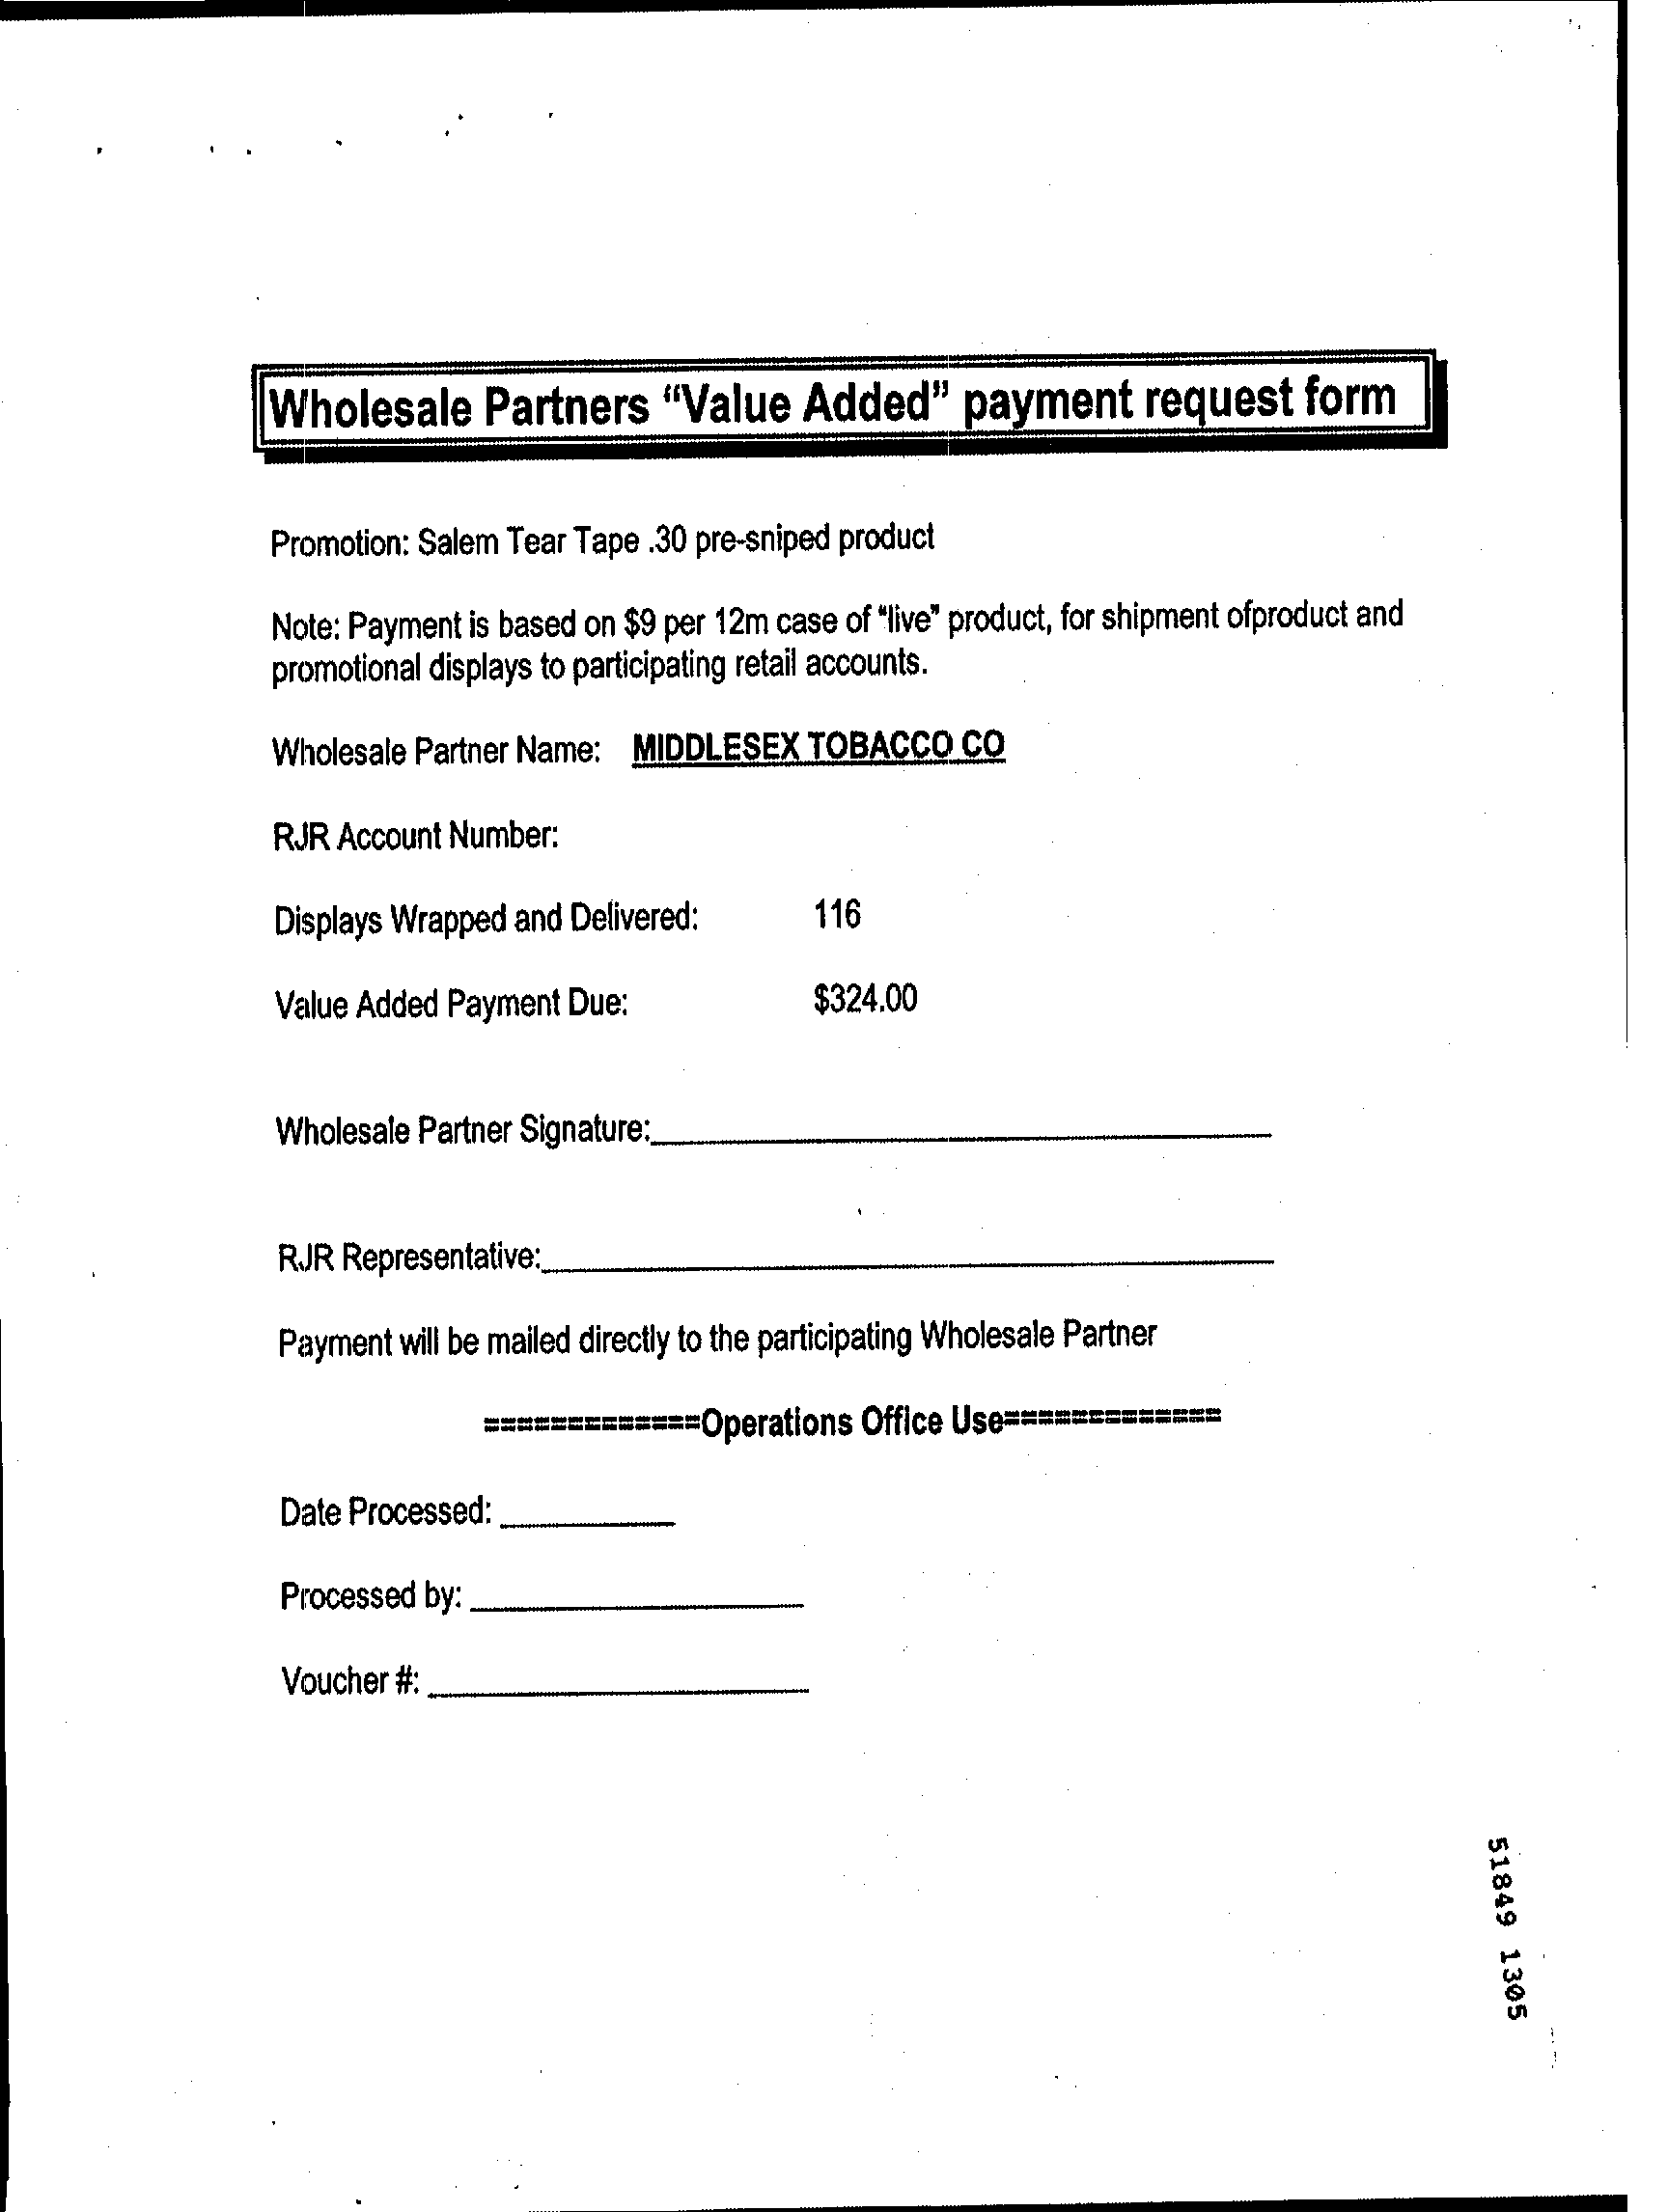 Wholesale Partners “Value Added” payment request form
Promotion: Salem Tear Tape .30 pre-sniped product
Note: Payment is based on $9 per 12m case of “live” product, for shipment ofproduct and
promotional displays to participating retail accounts.
Wholesale Partner Name: MIDDLESEX TOBACCO CO
RJR Account Number:
Displays Wrapped and Delivered: 116
Value Added Payment Due: $324.00
Wholesale Partner Signature:
RJR Representative:
Payment will be mailed directly to the participating Wholesale Partner
=============Operations Office Use=============
Date Processed:
Processed by:
Voucher #:
51849 1305